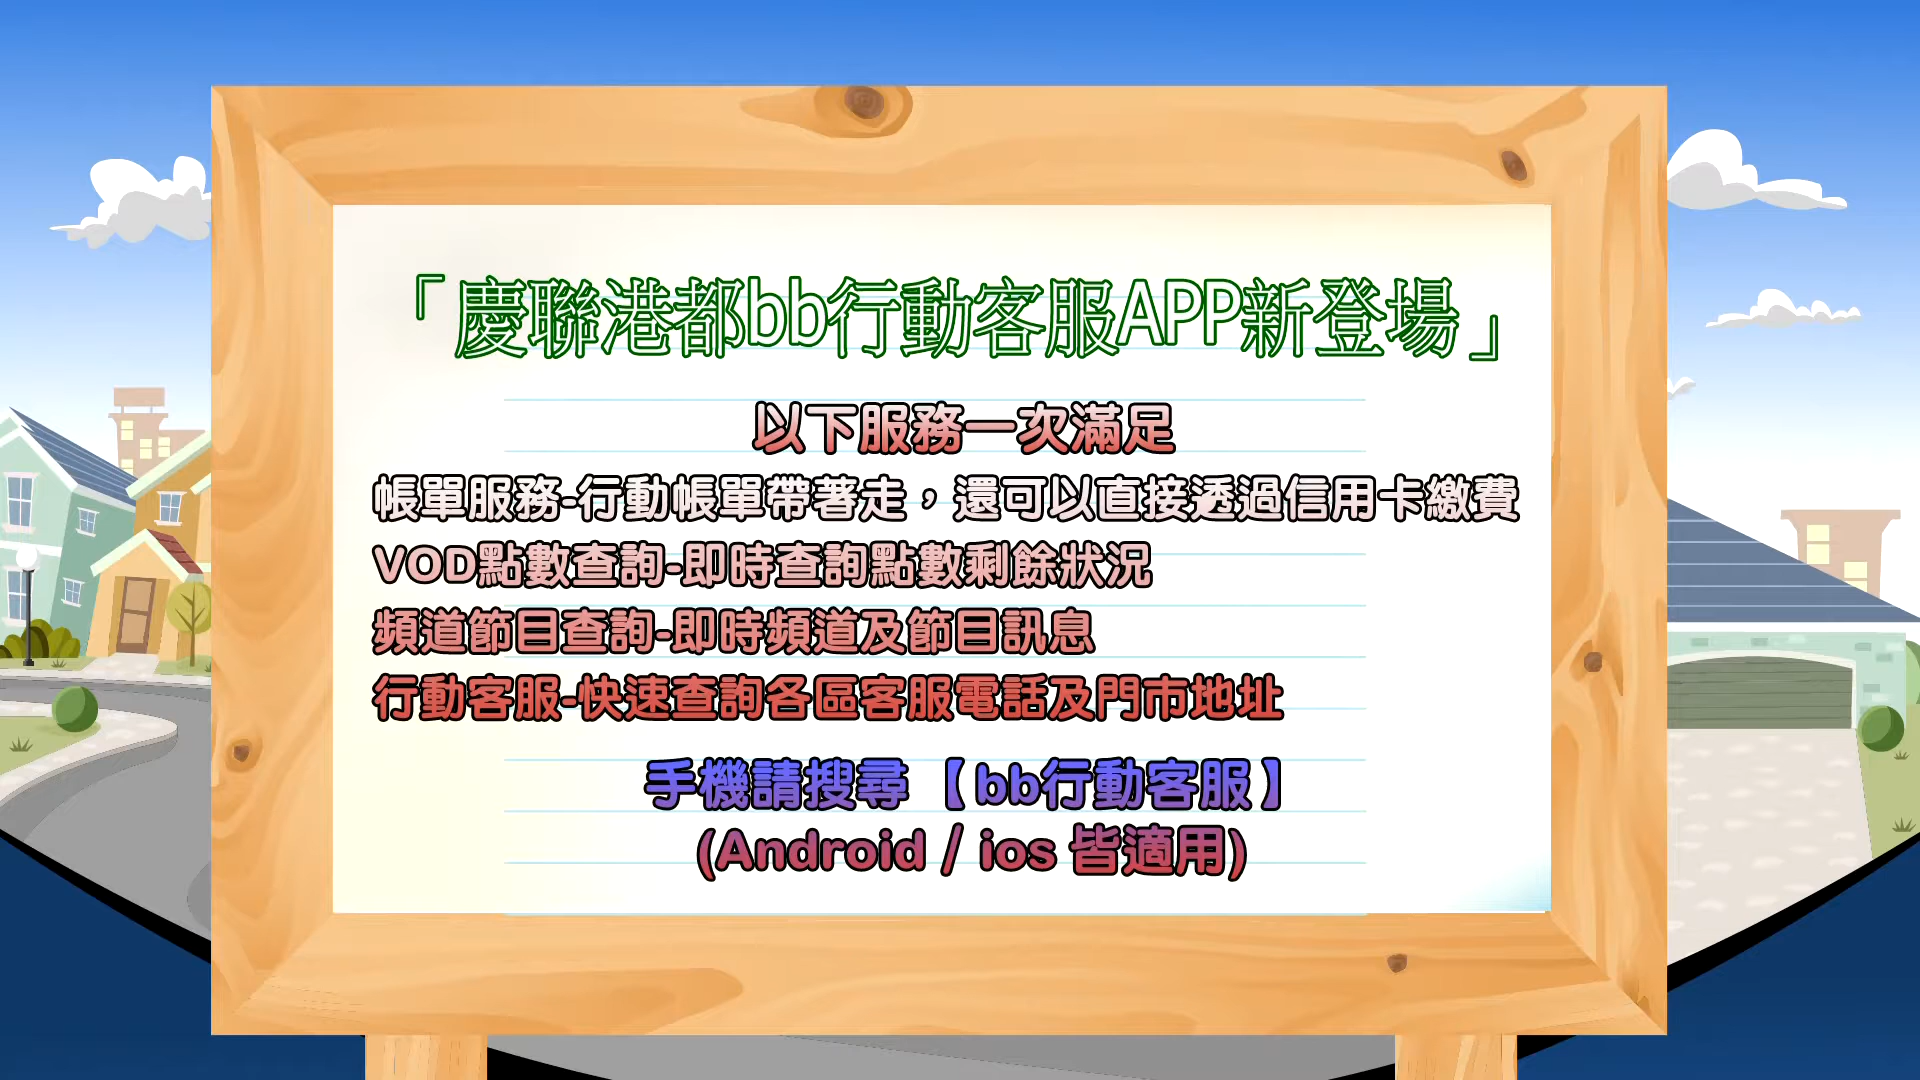 「慶聯港都bb行動客服APP新登場」
以下服務一次滿足
帳單服務-行動帳單帶著走，還可以直接透過信用卡繳費
VOD點數查詢-即時查詢點數剩餘狀況
頻道節目查詢-即時頻道及節目訊息
行動客服-快速查詢各區客服電話及門市地址
手機請搜尋【bb行動客服】
(Android / ios 皆適用)